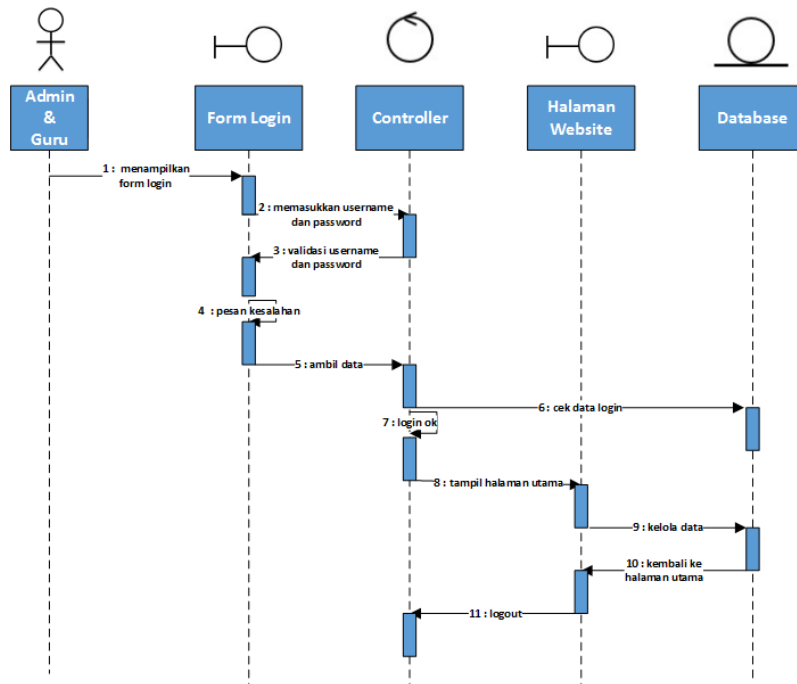 Admin
&
Guru
Form Login
Controller
Halaman
Website
Database
1 : menampilkan
form login
2 : memasukkan username
dan password
3 : validasi username
dan password
4 : pesan kesalahan
5 : ambil data
6 : cek data login
7 : login ok
8 : tampil halaman utama
9 : kelola data
10 : kembali ke
halaman utama
11 : logout